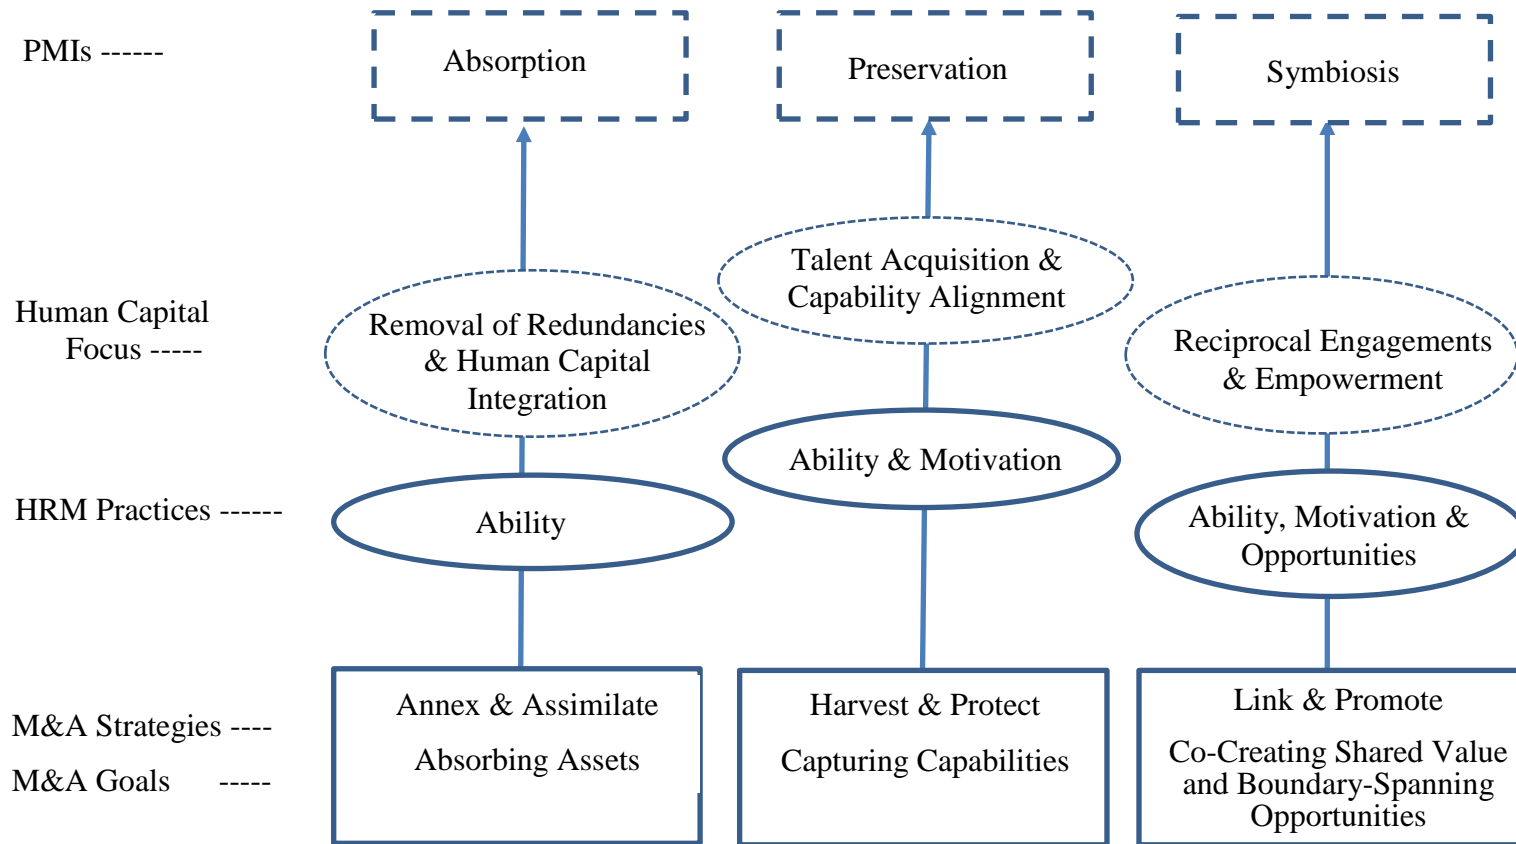 PMIs ------
Absorption
Preservation
Symbiosis
Human Capital
Focus -----
Removal of Redundancies
& Human Capital
Integration
Talent Acquisition &
Capability Alignment
Reciprocal Engagements
& Empowerment
HRM Practices ------
Ability
Ability & Motivation
Ability, Motivation &
Opportunities
M&A Strategies ----
M&A Goals -----
Annex & Assimilate
Absorbing Assets
Harvest & Protect
Capturing Capabilities
Link & Promote
Co-Creating Shared Value
and Boundary-Spanning
Opportunities